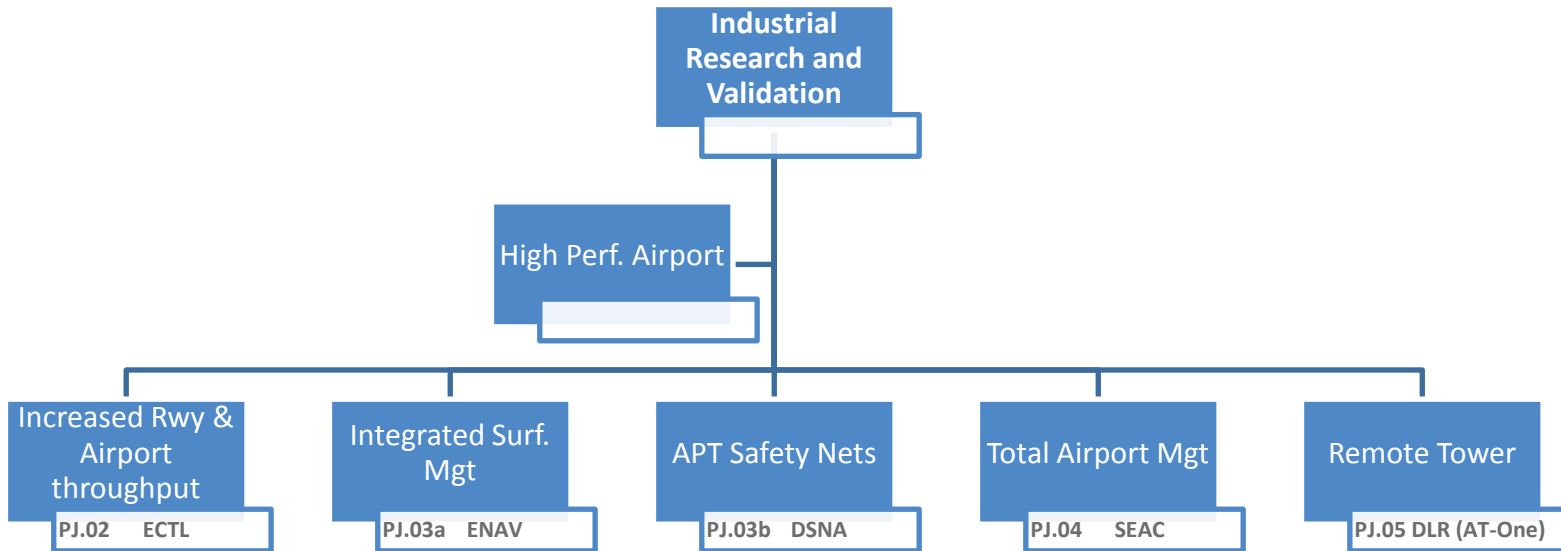 Industrial
Research and
Validation
High Perf. Airport
Increased Rwy &
Airport
throughput
PJ.02 ECTL
Integrated Surf.
Mgt
PJ.03a ENAV
APT Safety Nets
PJ.03b DSNA
Total Airport Mgt
PJ.04 SEAC
Remote Tower
PJ.05 DLR (AT-One)